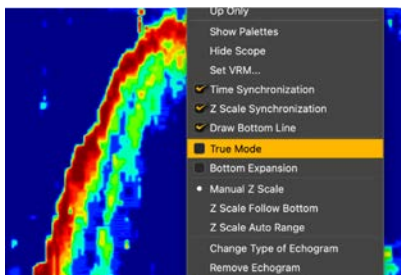 Up Only
Show Palettes
Hide Scope
Set VRM...
Time Synchronization
Z Scale Synchronization
Draw Bottom Line
True Mode
Bottom Expansion
Manual Z Scale
Z Scale Follow Bottom
Z Scale Auto Range
Change Type of Echogram
Remove Echogram